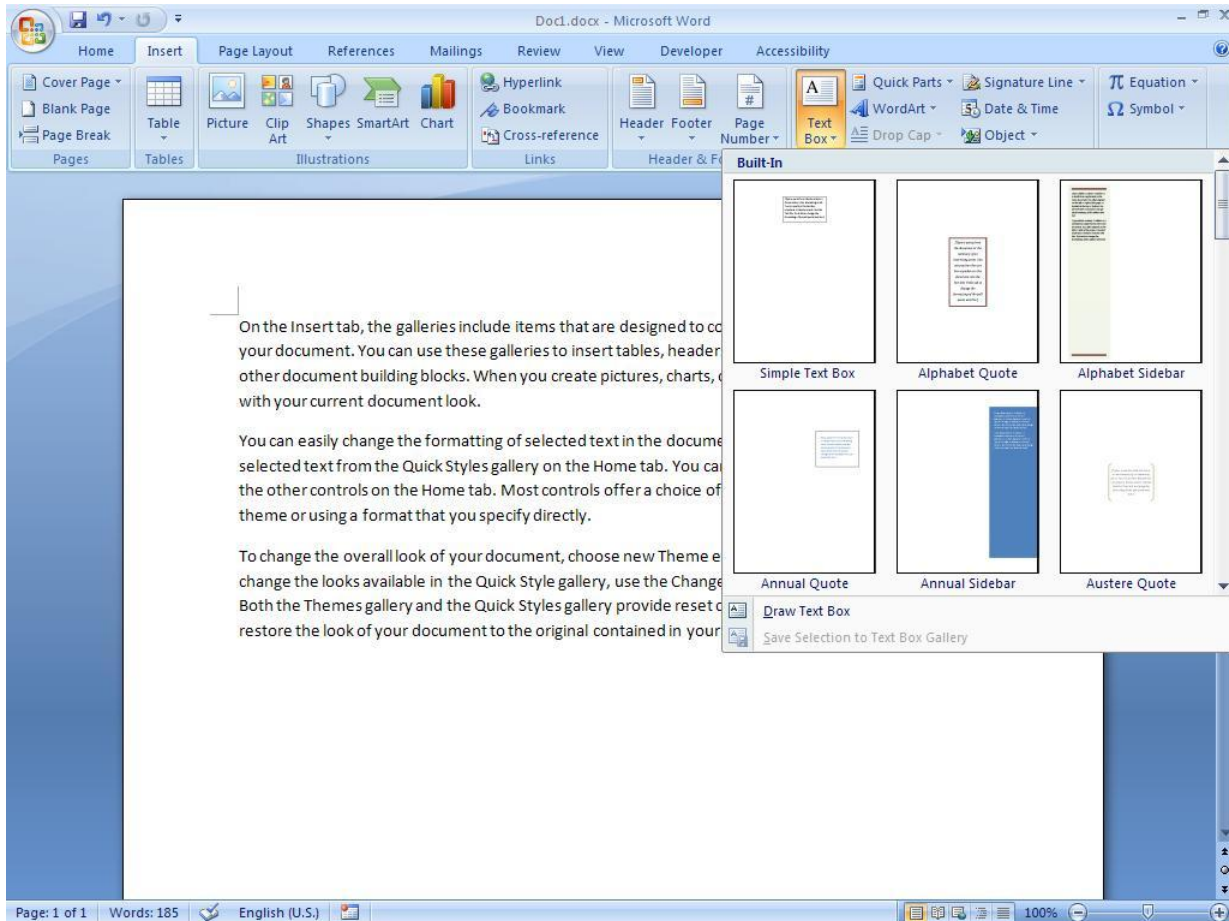 Doc1.docx - Microsoft Word
Home Insert Page Layout References Mailings Review View Developer Accessibility
Cover Page
Blank Page
Page Break
Pages
Table
Tables
Picture Clip Art Shapes SmartArt Chart
Illustrations
Hyperlink
Bookmark
Cross-reference
Links
Header Footer Page Number
Header & Fo
Text Box
Quick Parts
WordArt
Drop Cap
Signature Line
Date & Time
Object
Equation
Symbol
Built-In
Simple Text Box Alphabet Quote Alphabet Sidebar
Annual Quote Annual Sidebar Austere Quote
Draw Text Box
Save Selection to Text Box Gallery
On the Insert tab, the galleries include items that are designed to co
your document. You can use these galleries to insert tables, header
other document building blocks. When you create pictures, charts,
with your current document look.
You can easily change the formatting of selected text in the docume
selected text from the Quick Styles gallery on the Home tab. You ca
the other controls on the Home tab. Most controls offer a choice of
theme or using a format that you specify directly.
To change the overall look of your document, choose new Theme e
change the looks available in the Quick Style gallery, use the Change
Both the Themes gallery and the Quick Styles gallery provide reset
restore the look of your document to the original contained in your
Page: 1 of 1 Words: 185 English (U.S.) 100%